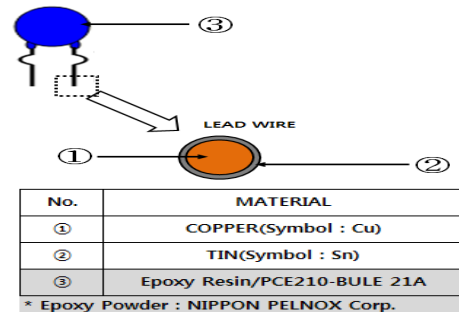 ③
LEAD WIRE
① ②
No. MATERIAL
① COPPER(Symbol : Cu)
② TIN(Symbol : Sn)
③ Epoxy Resin/PCE210-BULE 21A
* Epoxy Powder : NIPPON PELNOX Corp.